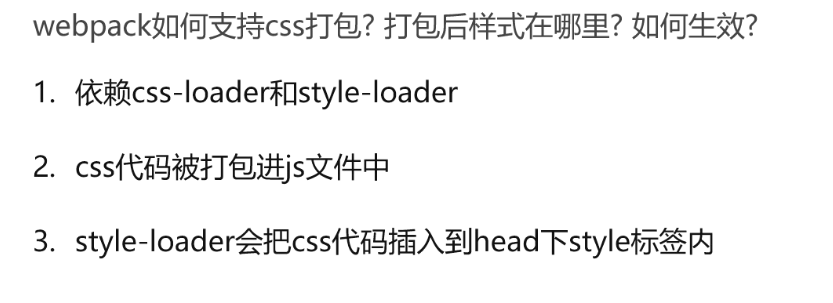 webpack如何支持css打包? 打包后样式在哪里? 如何生效?
1. 依赖css-loader和style-loader
2. css代码被打包进js文件中
3. style-loader会把css代码插入到head下style标签内